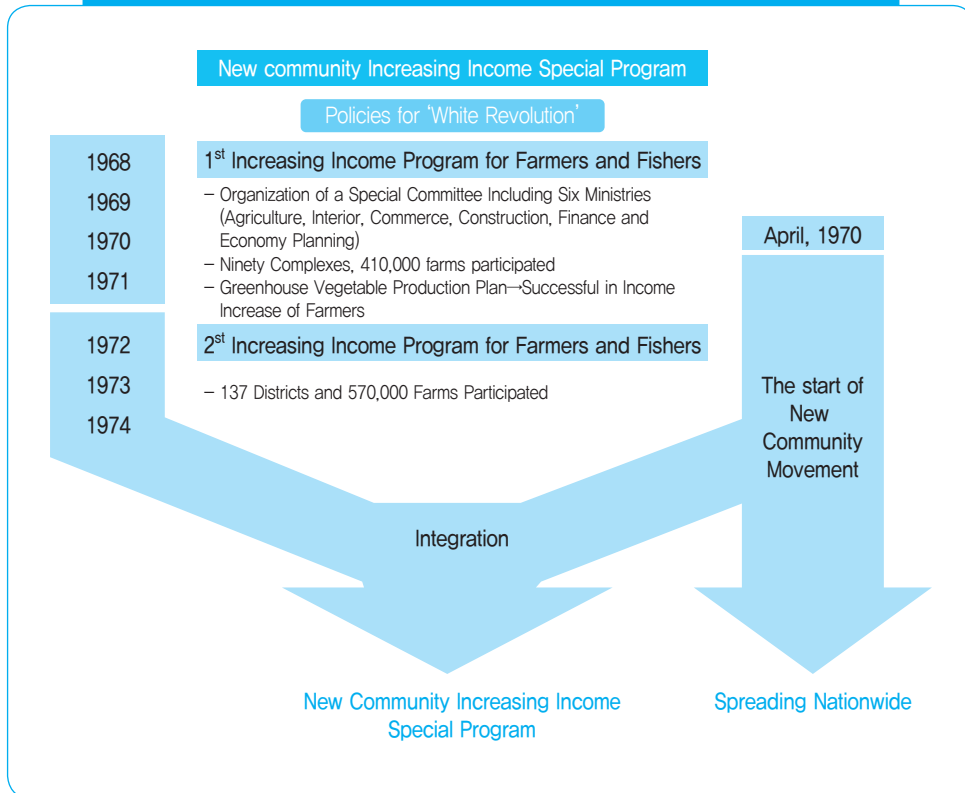 New community Increasing Income Special Program
Policies for ‘White Revolution’
1968
1st Increasing Income Program for Farmers and Fishers
1969
1970
1971
– Organization of a Special Committee Including Six Ministries
(Agriculture, Interior, Commerce, Construction, Finance and
Economy Planning)
– Ninety Complexes, 410,000 farms participated
– Greenhouse Vegetable Production Plan→Successful in Income
Increase of Farmers
1972
2st Increasing Income Program for Farmers and Fishers
1973
– 137 Districts and 570,000 Farms Participated
1974
April, 1970
The start of
New
Community
Movement
Integration
New Community Increasing Income
Special Program
Spreading Nationwide